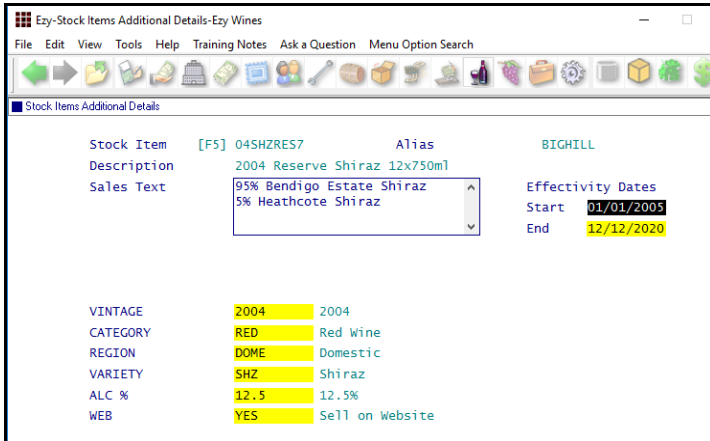 Ezy-Stock Items Additional Details-Ezy Wines
File Edit View Tools Help Training Notes Ask a Question Menu Option Search
Stock Items Additional Details
Stock Item [F5] 04SHZRES7 Alias BIGHILL
Description 2004 Reserve Shiraz 12x750ml
Sales Text 95% Bendigo Estate Shiraz Effectivity Dates
5% Heathcote Shiraz Start 01/01/2005
End 12/12/2020
VINTAGE 2004 2004
CATEGORY RED Red Wine
REGION DOME Domestic
VARIETY SHZ Shiraz
ALC % 12.5 12.5%
WEB YES Sell on Website